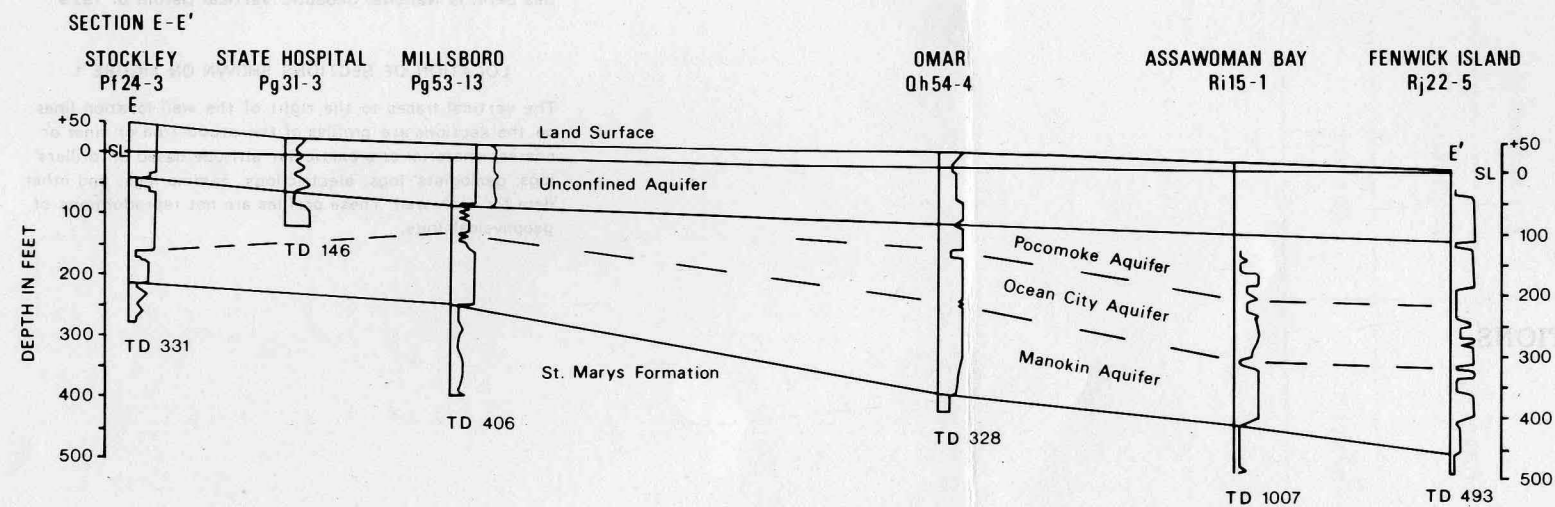 SECTION E-E'
STOCKLEY STATE HOSPITAL MILLSBORO OMAR ASSAWOMAN BAY FENWICK ISLAND
Pf24-3 Pg31-3 Pg53-13 Qh54-4 Ri15-1 Rj22-5
E
E'
+50
SL
0
100
200
300
400
500
DEPTH IN FEET
+50
SL 0
100
200
300
400
500
Land Surface
Unconfined Aquifer
Pocomoke Aquifer
Ocean City Aquifer
Manokin Aquifer
St. Marys Formation
TD 331
TD 146
TD 406
TD 328
TD 1007
TD 493